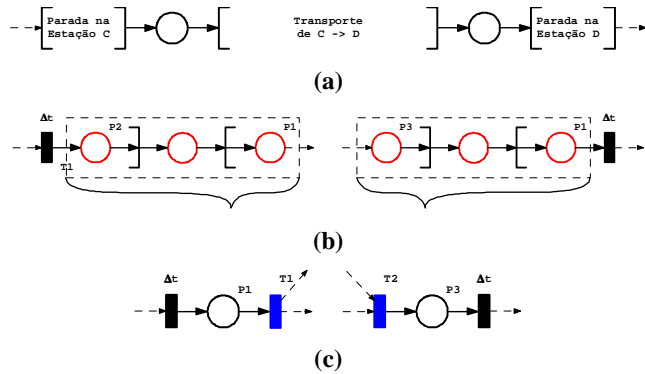 Parada na
Estação C
Transporte
de C -> D
Parada na
Estação D
(a)
Δt
P2
P1
P3
P1
Δt
T1
(b)
Δt
P1
T1
T2
P3
Δt
(c)